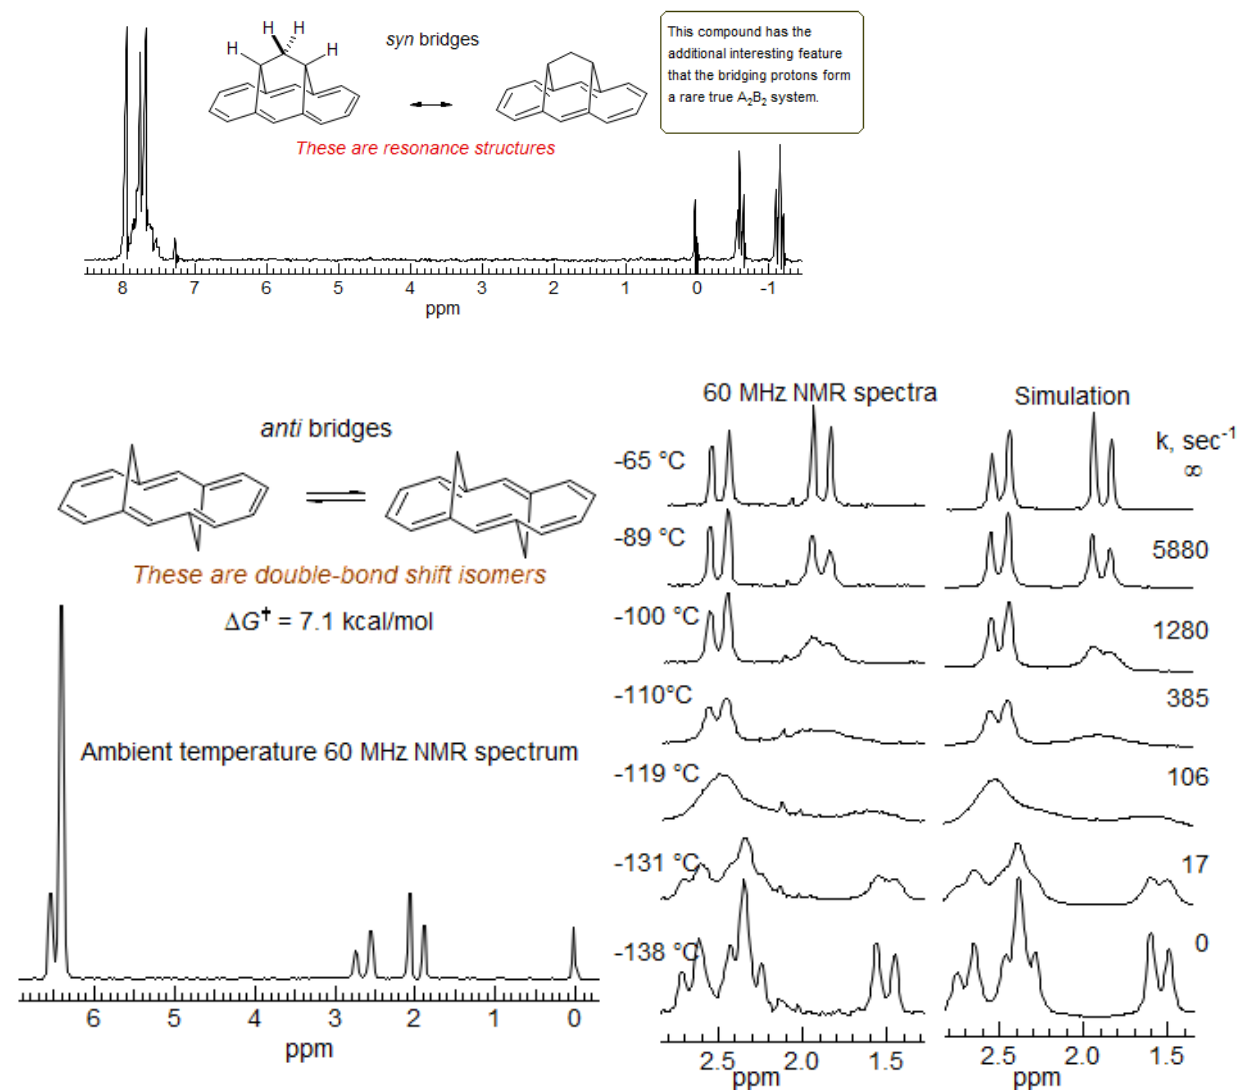 H H
H
H
syn bridges
These are resonance structures
This compound has the
additional interesting feature
that the bridging protons form
a rare true A₂B₂ system.
8 7 6 5 4 3 2 1 0 -1
ppm
anti bridges
These are double-bond shift isomers
ΔG‡ = 7.1 kcal/mol
Ambient temperature 60 MHz NMR spectrum
6 5 4 3 2 1 0
ppm
60 MHz NMR spectra
Simulation
k, sec⁻¹
-65 °C
∞
-89 °C
5880
-100 °C
1280
-110°C
385
-119 °C
106
-131 °C
17
-138 °C
0
2.5 2.0 1.5
ppm
2.5 2.0 1.5
ppm